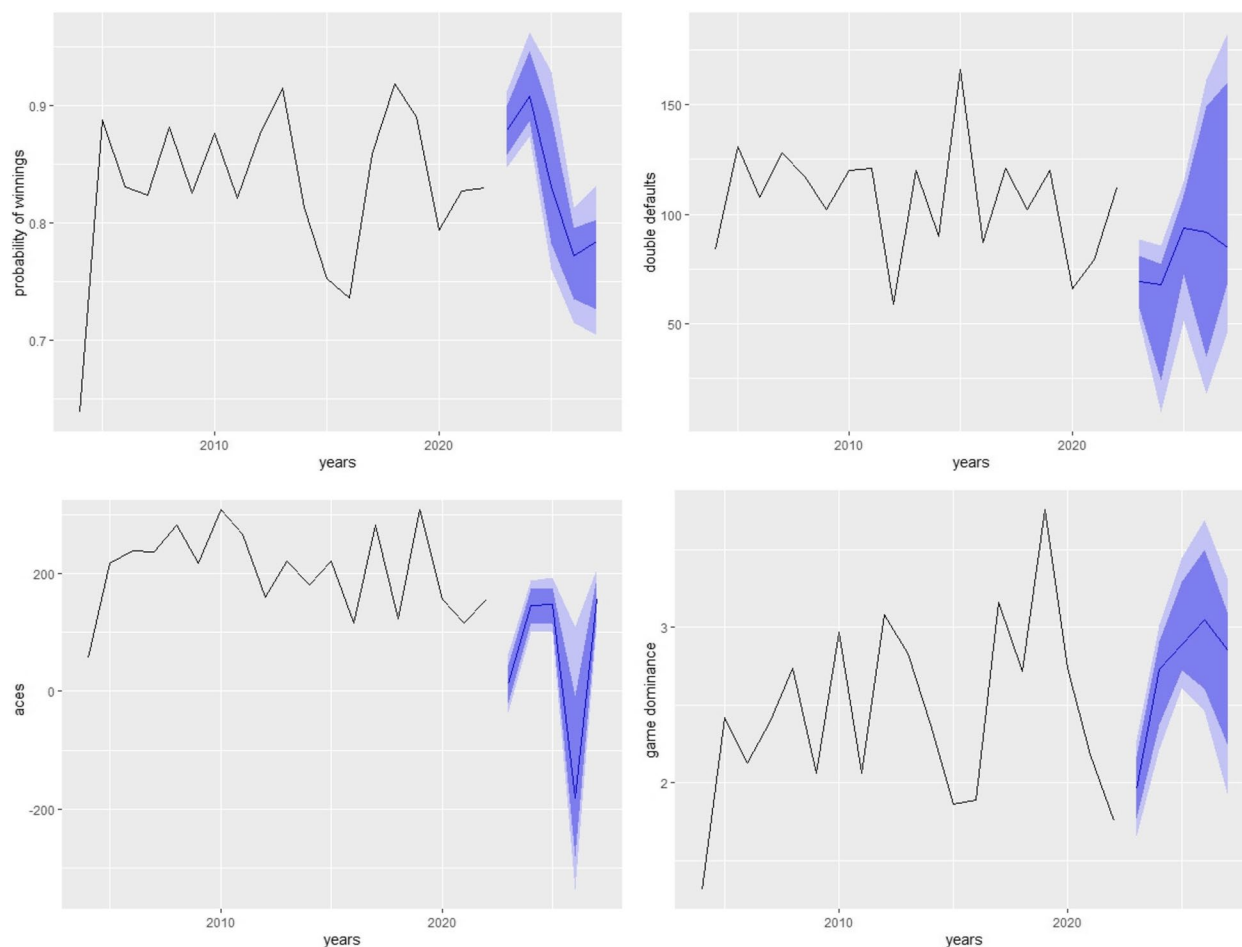 probability of winnings
0.9
0.8
0.7
2010
2020
years
double defaults
150
100
50
2010
2020
years
aces
200
0
-200
2010
2020
years
game dominance
3
2
2010
2020
years